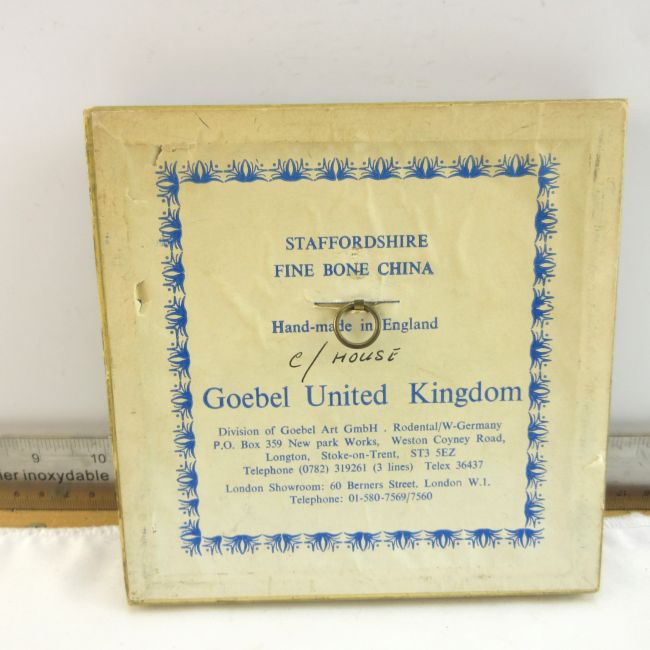 STAFFORDSHIRE
FINE BONE CHINA
Hand-made in England
C/ HOUSE
Goebel United Kingdom
Division of Goebel Art GmbH . Rodental/W-Germany
P.O. Box 359 New park Works, Weston Coyney Road,
Longton, Stoke-on-Trent, ST3 5EZ
Telephone (0782) 319261 (3 lines) Telex 36437
London Showroom: 60 Berners Street. London W.1.
Telephone: 01-580-7569/7560
9 10
ier inoxydable